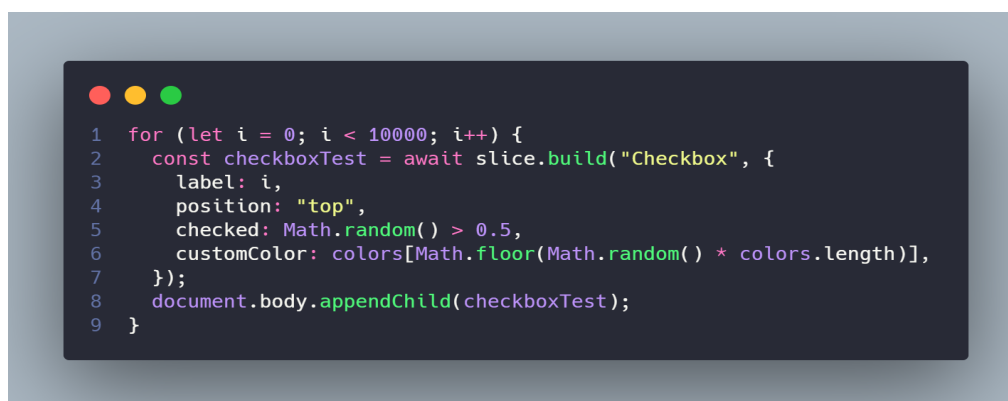 1 for (let i = 0; i < 10000; i++) {
2   const checkboxTest = await slice.build("Checkbox", {
3     label: i,
4     position: "top",
5     checked: Math.random() > 0.5,
6     customColor: colors[Math.floor(Math.random() * colors.length)],
7   });
8   document.body.appendChild(checkboxTest);
9 }